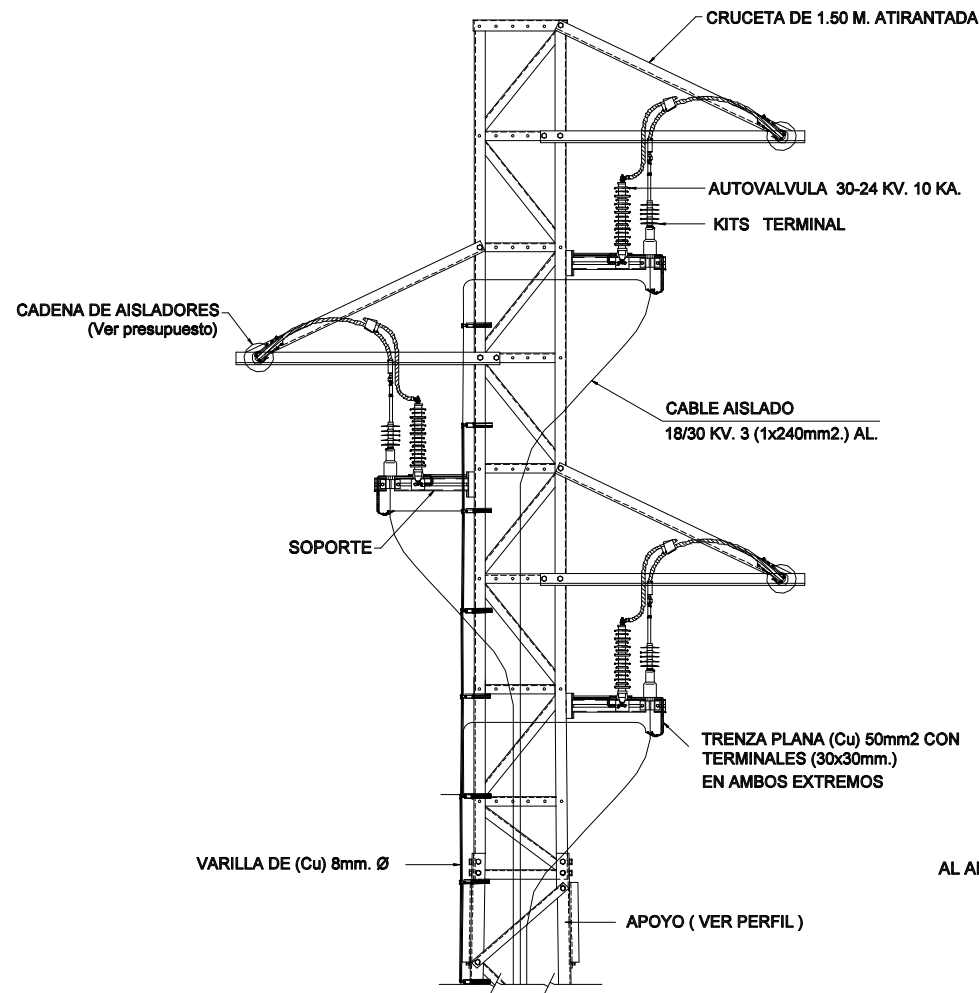 CRUCETA DE 1.50 M. ATIRANTADA
AUTOVALVULA 30-24 KV. 10 KA.
KITS TERMINAL
CADENA DE AISLADORES
(Ver presupuesto)
CABLE AISLADO
18/30 KV. 3 (1x240mm2.) AL.
SOPORTE
TRENZA PLANA (Cu) 50mm2 CON
TERMINALES (30x30mm.)
EN AMBOS EXTREMOS
VARILLA DE (Cu) 8mm. Ø
AL
APOYO ( VER PERFIL )